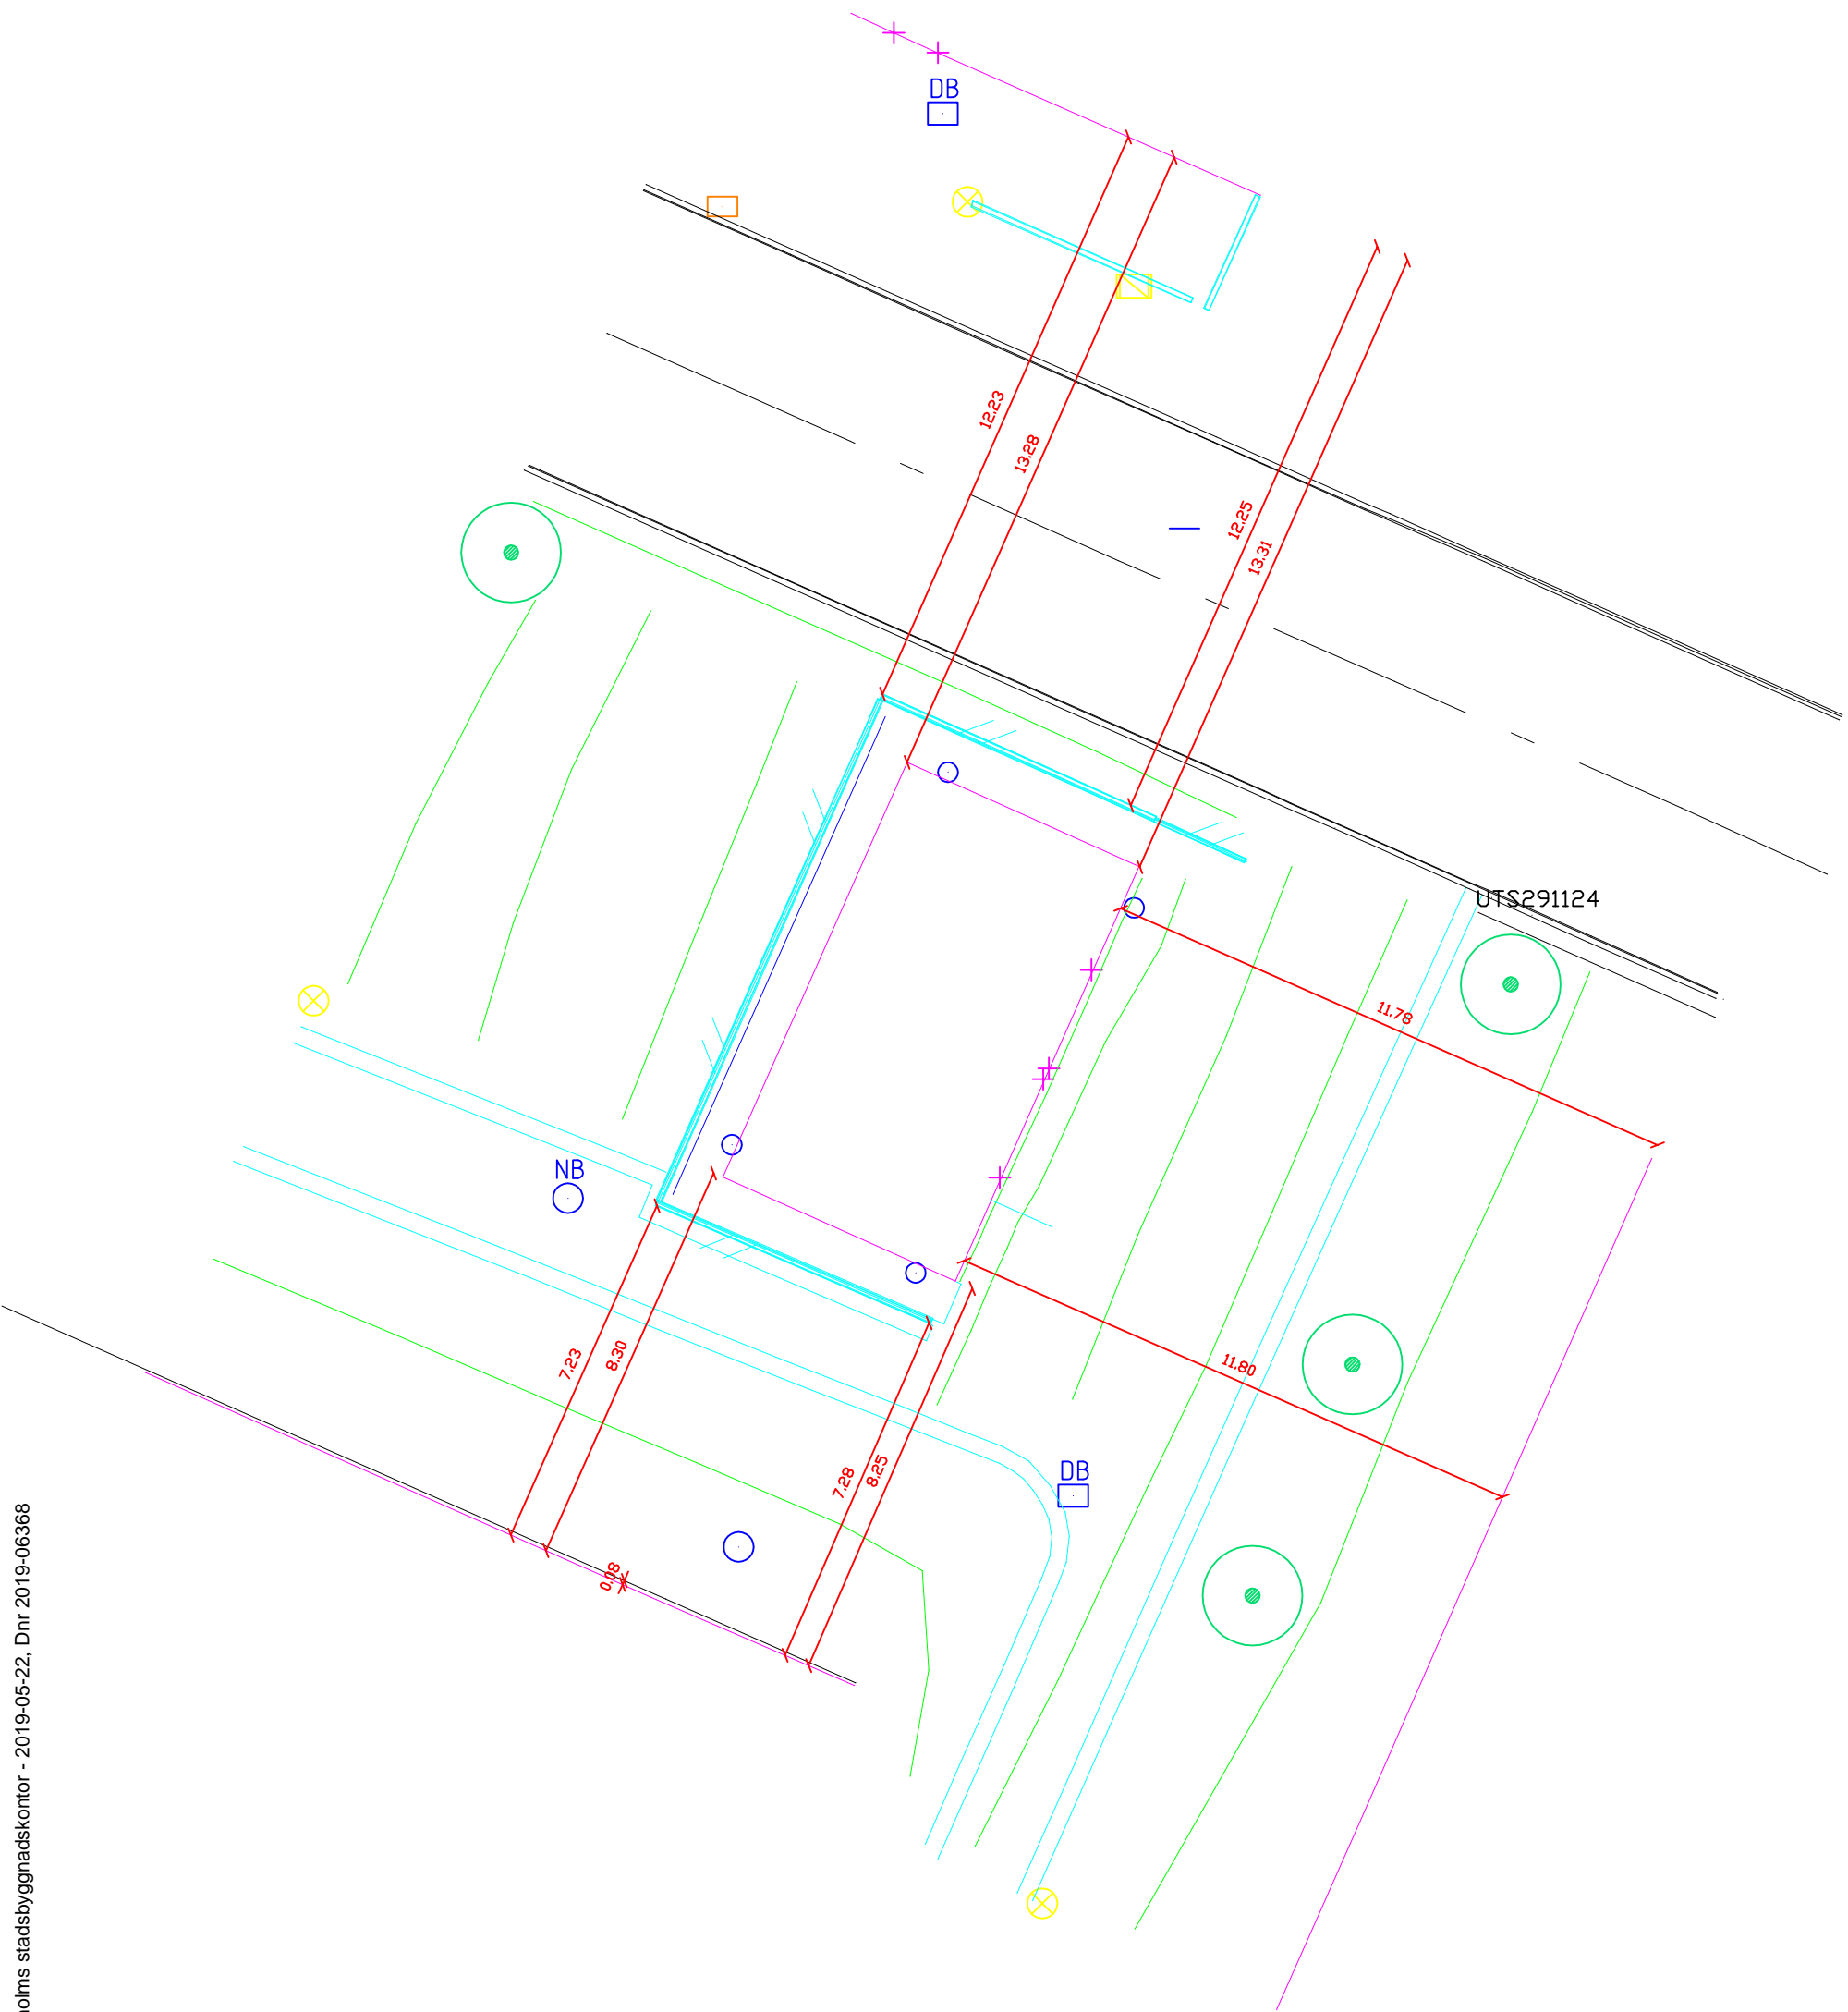 DB
12.23
13.28
12.25
13.31
UTS291124
11.78
NB
7.23
8.30
11.80
7.28
8.25
DB
0.08
stadsbyggnadskontor - 2019-05-22, Dnr 2019-06368